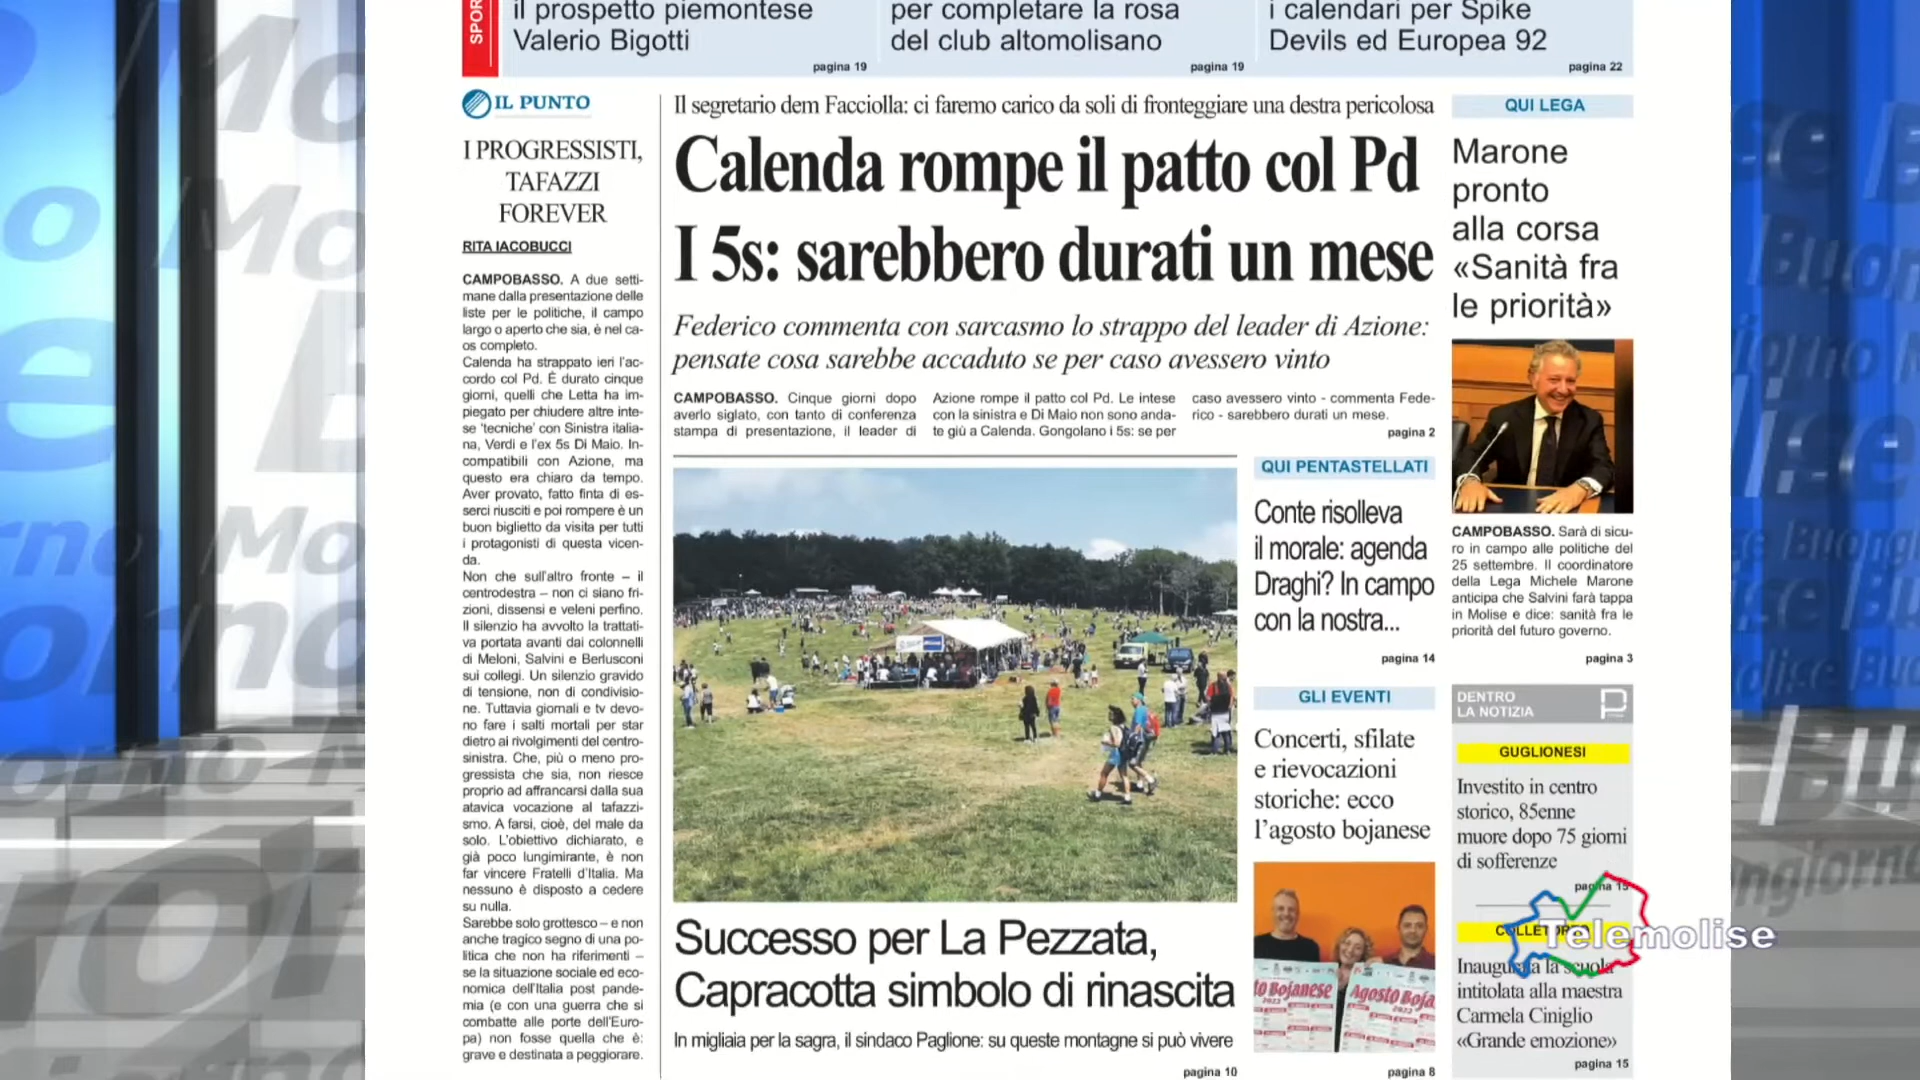 SPOR
il prospetto piemontese
Valerio Bigotti
pagina 19
per completare la rosa
del club altomolisano
pagina 19
i calendari per Spike
Devils ed Europea 92
pagina 22
IL PUNTO
I PROGRESSISTI,
TAFAZZI
FOREVER
RITA IACOBUCCI
CAMPOBASSO. A due setti-
mane dalla presentazione delle
liste per le politiche, il campo
largo o aperto che sia, è nel ca-
os completo.
Calenda ha strappato ieri l'ac-
cordo col Pd. È durato cinque
giorni, quelli che Letta ha im-
piegato per chiudere altre inte-
se 'tecniche' con Sinistra italia-
na, Verdi e l'ex 5s Di Maio. In-
compatibili con Azione, ma
questo era chiaro da tempo.
Aver provato, fatto finta di es-
serci riusciti e poi rompere è un
buon biglietto da visita per tutti
i protagonisti di questa vicen-
da.
Non che sull'altro fronte – il
centrodestra – non ci siano fri-
zioni, dissensi e veleni perfino.
Il silenzio ha avvolto la trattati-
va portata avanti dai colonnelli
di Meloni, Salvini e Berlusconi
sui collegi. Un silenzio gravido
di tensione, non di condivisio-
ne. Tuttavia giornali e tv devo-
no fare i salti mortali per star
dietro ai rivolgimenti del centro-
sinistra. Che, più o meno pro-
gressista che sia, non riesce
proprio ad affrancarsi dalla sua
atavica vocazione al tafazzi-
smo. A farsi, cioè, del male da
solo. L'obiettivo dichiarato, e
già poco lungimirante, è non
far vincere Fratelli d'Italia. Ma
nessuno è disposto a cedere
su nulla.
Sarebbe solo grottesco – e non
anche tragico segno di una po-
litica che non ha riferimenti –
se la situazione sociale ed eco-
nomica dell'Italia post pande-
mia (e con una guerra che si
combatte alle porte dell'Euro-
pa) non fosse quella che è:
grave e destinata a peggiorare.
Il segretario dem Facciolla: ci faremo carico da soli di fronteggiare una destra pericolosa
Calenda rompe il patto col Pd
I 5s: sarebbero durati un mese
Federico commenta con sarcasmo lo strappo del leader di Azione:
pensate cosa sarebbe accaduto se per caso avessero vinto
CAMPOBASSO. Cinque giorni dopo
averlo siglato, con tanto di conferenza
stampa di presentazione, il leader di
Azione rompe il patto col Pd. Le intese
con la sinistra e Di Maio non sono anda-
te giù a Calenda. Gongolano i 5s: se per
caso avessero vinto - commenta Fede-
rico - sarebbero durati un mese.
pagina 2
Successo per La Pezzata,
Capracotta simbolo di rinascita
In migliaia per la sagra, il sindaco Paglione: su queste montagne si può vivere
pagina 10
QUI PENTASTELLATI
Conte risolleva
il morale: agenda
Draghi? In campo
con la nostra...
pagina 14
GLI EVENTI
Concerti, sfilate
e rievocazioni
storiche: ecco
l'agosto bojanese
TO Bojanese
2022
Agosto Boja
2022
pagina 8
QUI LEGA
Marone
pronto
alla corsa
«Sanità fra
le priorità»
CAMPOBASSO. Sarà di sicu-
ro in campo alle politiche del
25 settembre. Il coordinatore
della Lega Michele Marone
anticipa che Salvini farà tappa
in Molise e dice: sanità fra le
priorità del futuro governo.
pagina 3
DENTRO
LA NOTIZIA
P
GUGLIONESI
Investito in centro
storico, 85enne
muore dopo 75 giorni
di sofferenze
pagina 15
COLLETORTO
Inaugurata la scuola
intitolata alla maestra
Carmela Ciniglio
«Grande emozione»
pagina 15
Telemolise